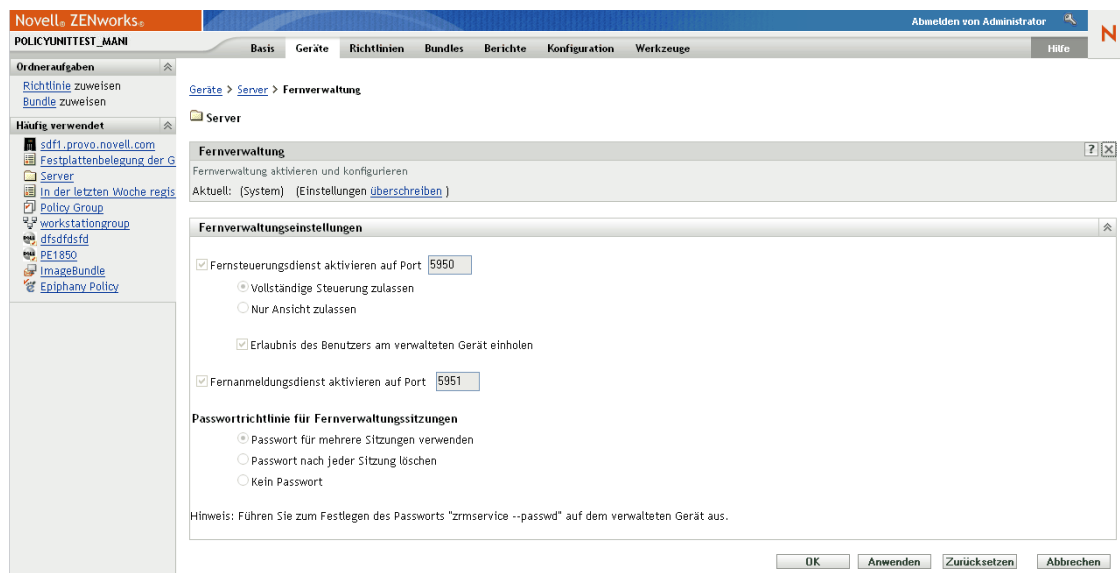 Novell® ZENworks®
Abmelden von Administrator
N
POLICYUNITTEST_MANI
Basis Geräte Richtlinien Bundles Berichte Konfiguration Werkzeuge Hilfe
Ordneraufgaben
Richtlinie zuweisen
Bundle zuweisen
Häufig verwendet
sdf1.provo.novell.com
Festplattenbelegung der G
Server
In der letzten Woche regis
Policy Group
workstationgroup
dfsdfdsfd
PE1850
ImageBundle
Epiphany Policy
Geräte > Server > Fernverwaltung
Server
Fernverwaltung
Fernverwaltung aktivieren und konfigurieren
Aktuell: (System) (Einstellungen überschreiben )
Fernverwaltungseinstellungen
Fernsteuerungsdienst aktivieren auf Port 5950
Vollständige Steuerung zulassen
Nur Ansicht zulassen
Erlaubnis des Benutzers am verwalteten Gerät einholen
Fernanmeldungsdienst aktivieren auf Port 5951
Passwortrichtlinie für Fernverwaltungssitzungen
Passwort für mehrere Sitzungen verwenden
Passwort nach jeder Sitzung löschen
Kein Passwort
Hinweis: Führen Sie zum Festlegen des Passworts "zrmservice --passwd" auf dem verwalteten Gerät aus.
OK Anwenden Zurücksetzen Abbrechen